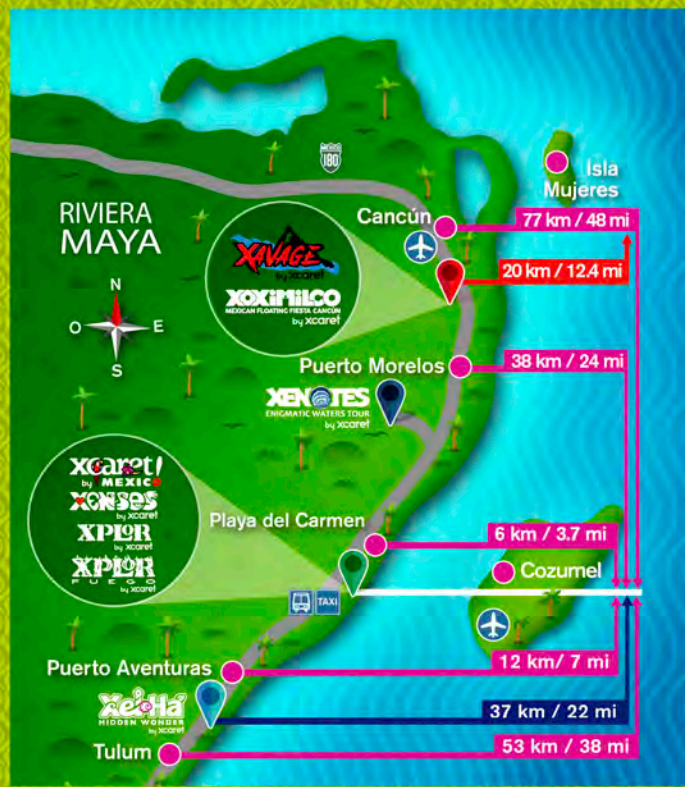 MEXICO
180
Isla
Mujeres
Cancún
77 km / 48 mi
RIVIERA
MAYA
XAVAGE
by xcaret
20 km / 12.4 mi
XOXIMILCO
MEXICAN FLOATING FIESTA CANCÚN
by xcaret
N
O
E
S
Puerto Morelos
38 km / 24 mi
XENOTES
ENIGMATIC WATERS TOUR
by xcaret
xcaret!
by MÉXICO
XENSES
by xcaret
XPLOR
by xcaret
XPLOR
FUEGO
by xcaret
Playa del Carmen
6 km / 3.7 mi
Cozumel
TAXI
Puerto Aventuras
12 km/ 7 mi
Xel-Há
HIDDEN WONDER
by xcaret
37 km / 22 mi
Tulum
53 km / 38 mi